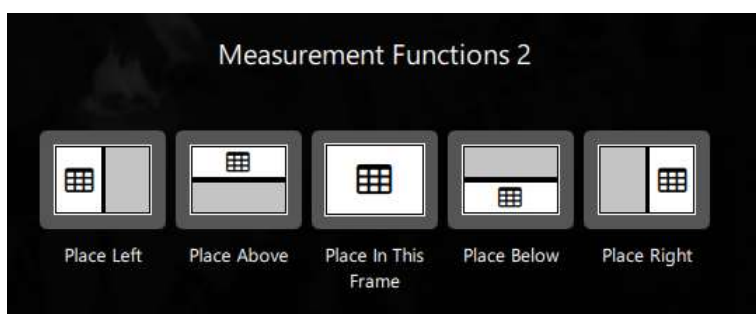 Measurement Functions 2
Place Left
Place Above
Place In This
Frame
Place Below
Place Right